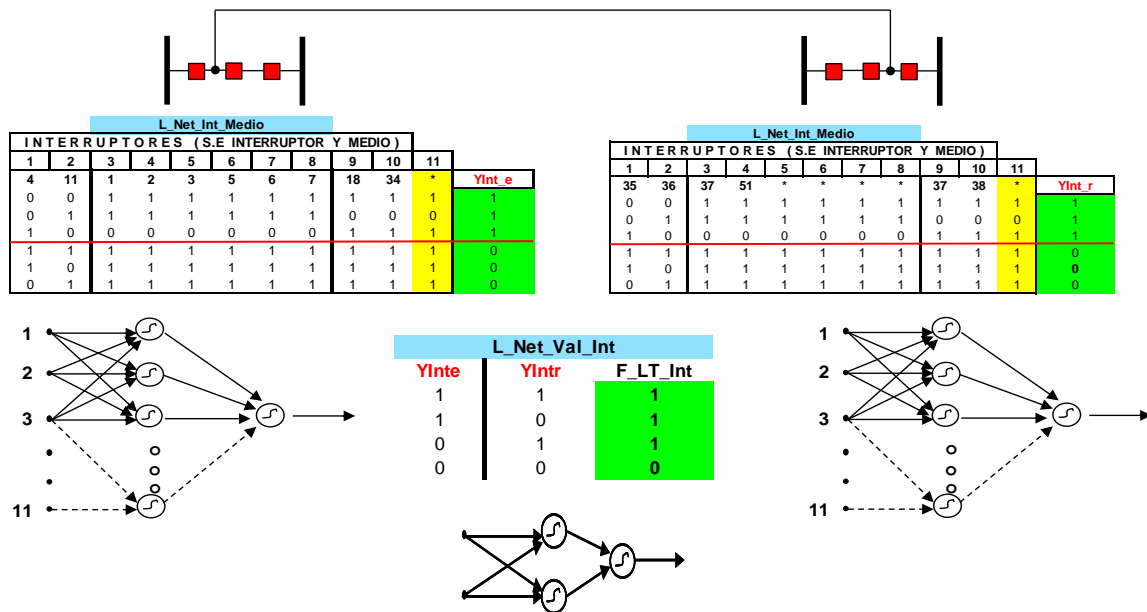 L_Net_Int_Medio
INTERRUPTORES (S.E INTERRUPTOR Y MEDIO)
1 2 3 4 5 6 7 8 9 10 11
4 11 1 2 3 5 6 7 18 34 * YInt_e
0 0 1 1 1 1 1 1 1 1 1 1
0 1 1 1 1 1 1 1 0 0 0 1
1 0 0 0 0 0 0 0 1 1 1 1
1 1 1 1 1 1 1 1 1 1 1 0
1 0 1 1 1 1 1 1 1 1 1 0
0 1 1 1 1 1 1 1 1 1 1 0
L_Net_Int_Medio
INTERRUPTORES (S.E INTERRUPTOR Y MEDIO)
1 2 3 4 5 6 7 8 9 10 11
35 36 37 51 * * * * 37 38 * YInt_r
0 0 1 1 1 1 1 1 1 1 1 1
0 1 1 1 1 1 1 1 0 0 0 1
1 0 0 0 0 0 0 0 1 1 1 1
1 1 1 1 1 1 1 1 1 1 1 0
1 0 1 1 1 1 1 1 1 1 1 0
0 1 1 1 1 1 1 1 1 1 1 0
1
2
3
11
L_Net_Val_Int
YInte YIntr F_LT_Int
1 1 1
1 0 1
0 1 1
0 0 0
1
2
3
11